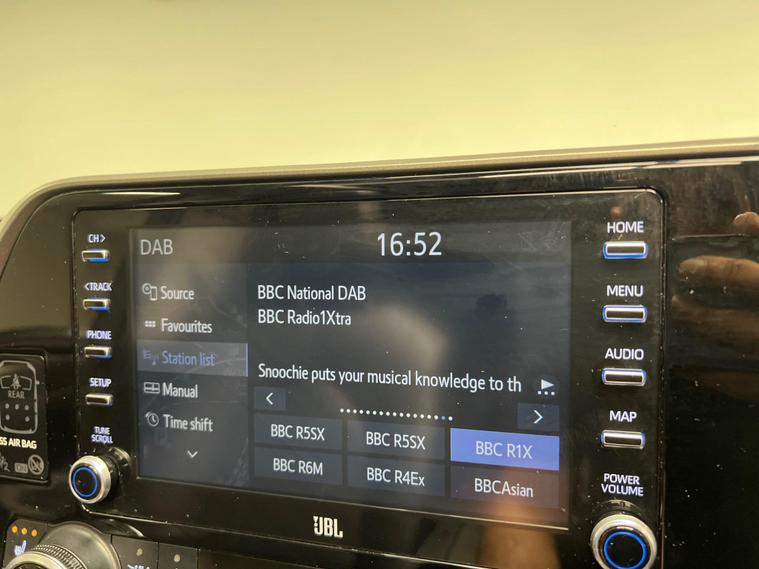 DAB
16:52
Source
Favourites
Station list
Manual
Time shift
BBC National DAB
BBC Radio1Xtra
Snoochie puts your musical knowledge to th
BBC R5SX
BBC R5SX
BBC R1X
BBC R6M
BBC R4Ex
BBCAsian
CH >
< TRACK
PHONE
SETUP
TUNE
SCROLL
HOME
MENU
AUDIO
MAP
POWER
VOLUME
JBL
REAR
SS AIR BAG